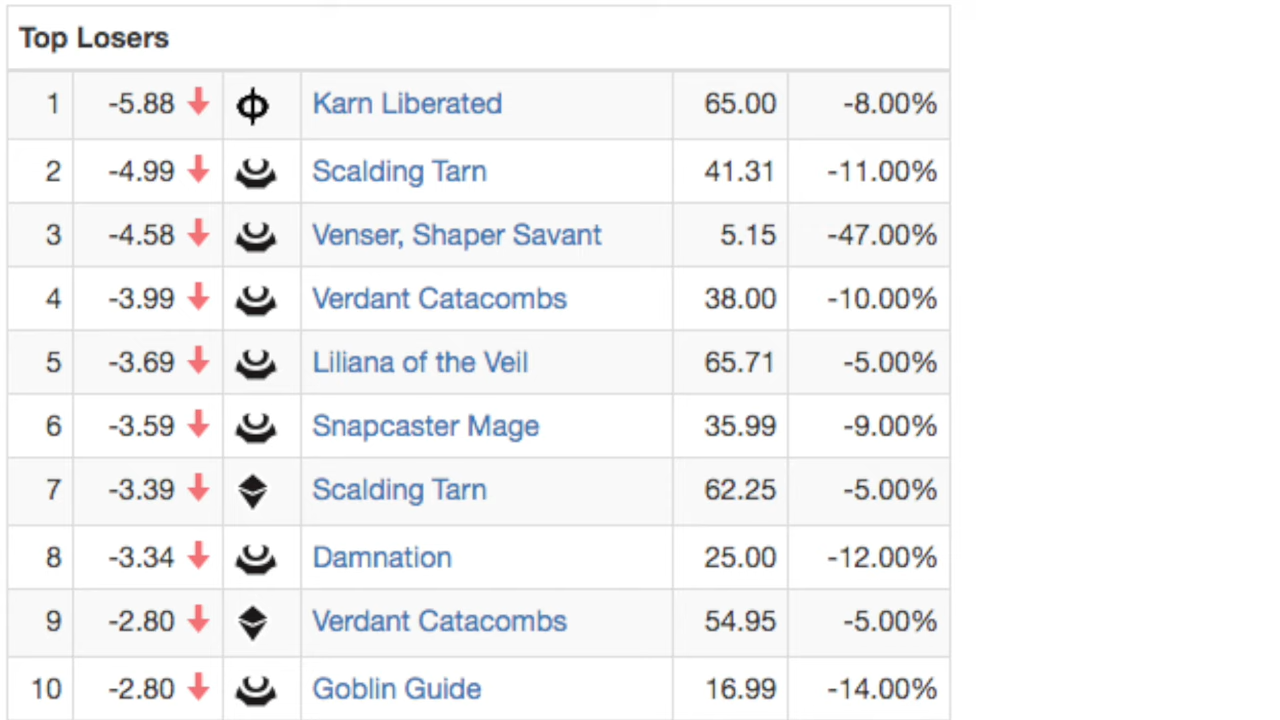 Top Losers
1 -5.88 Karn Liberated 65.00 -8.00%
2 -4.99 Scalding Tarn 41.31 -11.00%
3 -4.58 Venser, Shaper Savant 5.15 -47.00%
4 -3.99 Verdant Catacombs 38.00 -10.00%
5 -3.69 Liliana of the Veil 65.71 -5.00%
6 -3.59 Snapcaster Mage 35.99 -9.00%
7 -3.39 Scalding Tarn 62.25 -5.00%
8 -3.34 Damnation 25.00 -12.00%
9 -2.80 Verdant Catacombs 54.95 -5.00%
10 -2.80 Goblin Guide 16.99 -14.00%